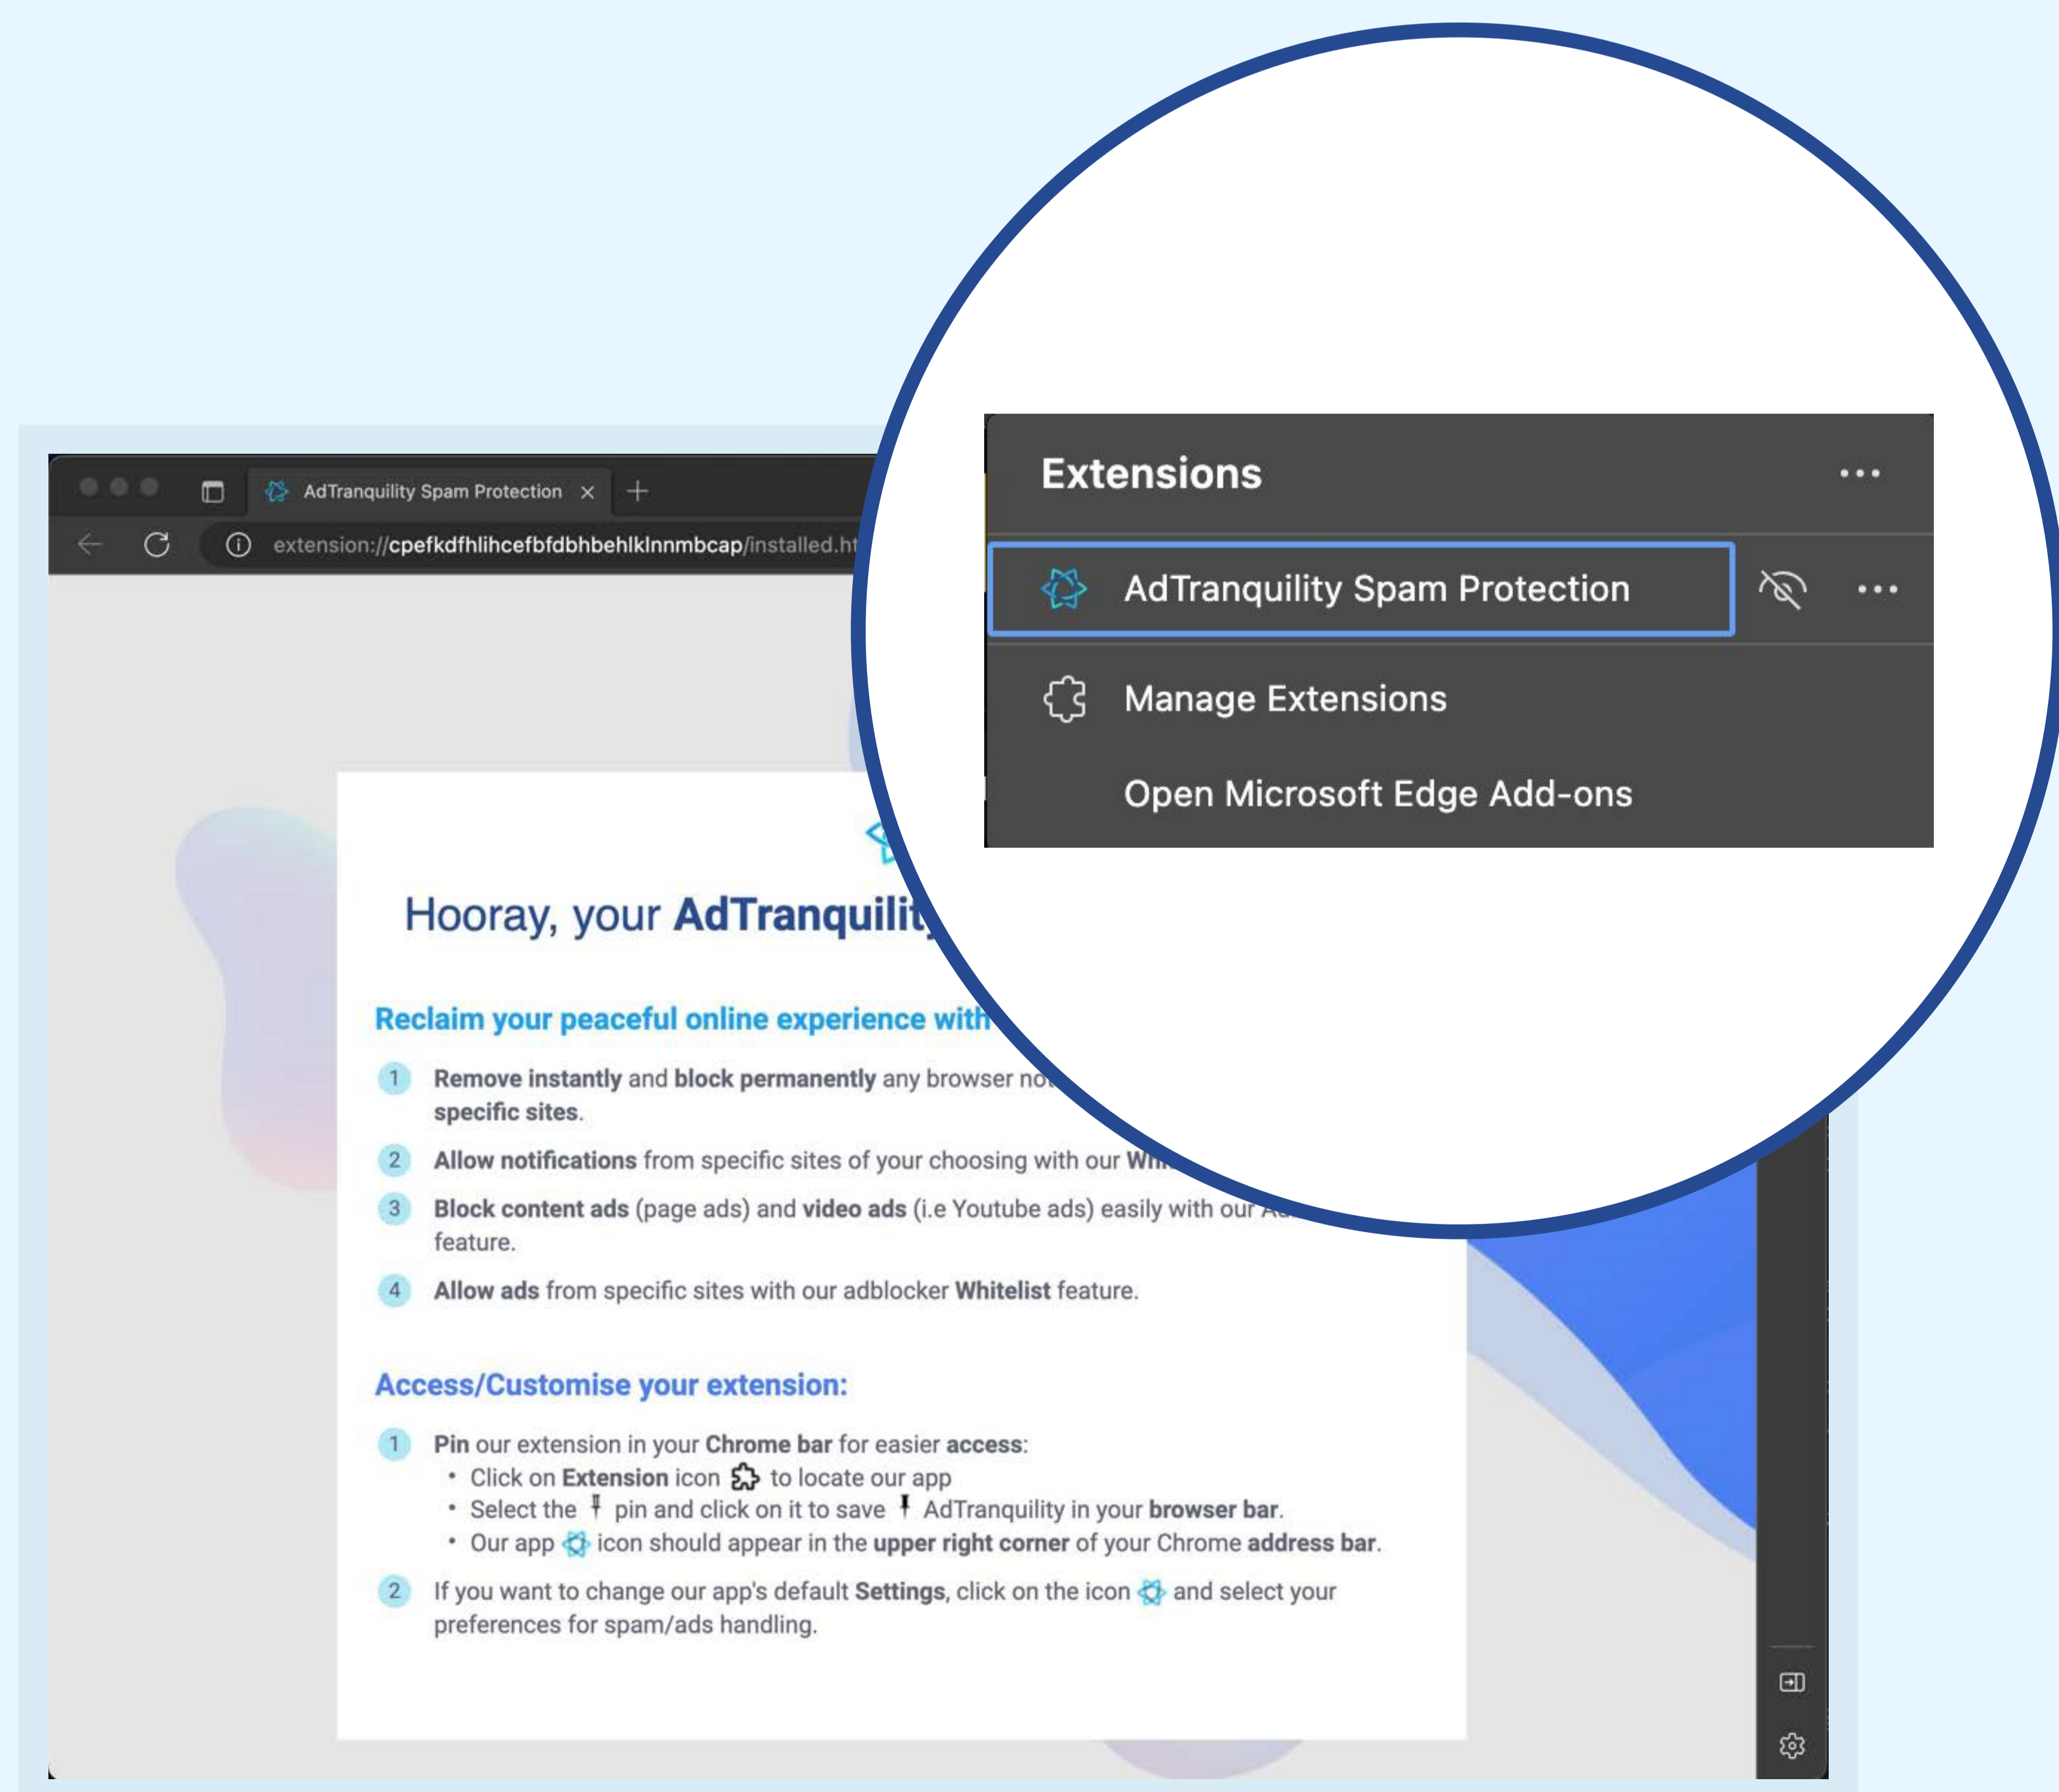 AdTranquility Spam Protection
extension://cpefkdfhlihcefbfdbhbehlklnnmbcap/installed.ht
Extensions
AdTranquility Spam Protection
Manage Extensions
Open Microsoft Edge Add-ons
Hooray, your AdTranquility
Reclaim your peaceful online experience with
1 Remove instantly and block permanently any browser
specific sites.
2 Allow notifications from specific sites of your choosing with our
3 Block content ads (page ads) and video ads (i.e Youtube ads) easily with our
feature.
4 Allow ads from specific sites with our adblocker Whitelist feature.
Access/Customise your extension:
1 Pin our extension in your Chrome bar for easier access:
• Click on Extension icon to locate our app
• Select the pin and click on it to save AdTranquility in your browser bar.
• Our app icon should appear in the upper right corner of your Chrome address bar.
2 If you want to change our app's default Settings, click on the icon and select your
preferences for spam/ads handling.